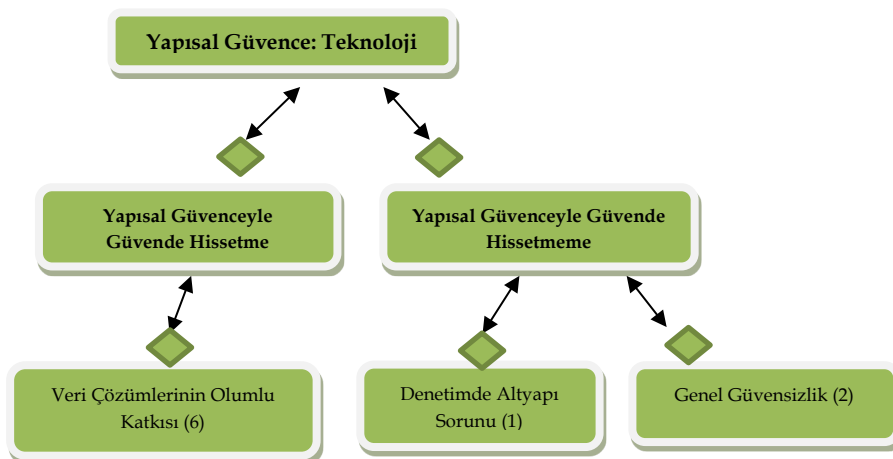 Yapısal Güvence: Teknoloji
Yapısal Güvenceyle
Güvende Hissetme
Yapısal Güvenceyle Güvende
Hissetmeme
Veri Çözümlerinin Olumlu
Katkısı (6)
Denetimde Altyapı
Sorunu (1)
Genel Güvensizlik (2)